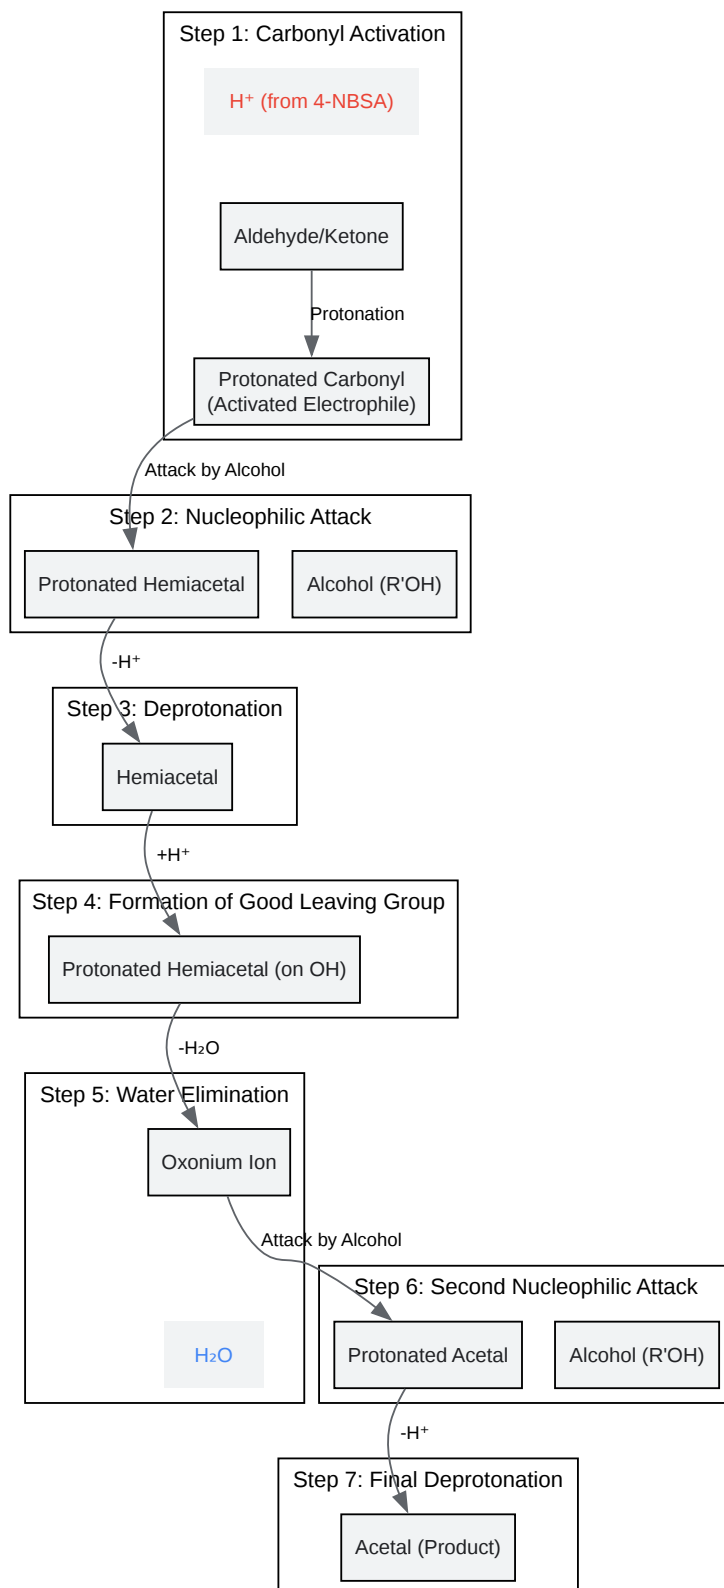 Step 1: Carbonyl Activation
H⁺ (from 4-NBSA)
Aldehyde/Ketone
Protonation
Protonated Carbonyl
(Activated Electrophile)
Attack by Alcohol
Step 2: Nucleophilic Attack
Protonated Hemiacetal
Alcohol (R'OH)
-H⁺
Step 3: Deprotonation
Hemiacetal
+H⁺
Step 4: Formation of Good Leaving Group
Protonated Hemiacetal (on OH)
-H₂O
Step 5: Water Elimination
Oxonium Ion
Attack by Alcohol
Step 6: Second Nucleophilic Attack
H₂O
Protonated Acetal
Alcohol (R'OH)
-H⁺
Step 7: Final Deprotonation
Acetal (Product)